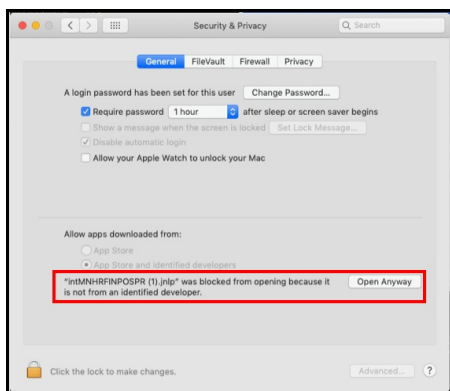 Security & Privacy
Search
General FileVault Firewall Privacy
A login password has been set for this user Change Password...
Require password 1 hour after sleep or screen saver begins
Show a message when the screen is locked Set Lock Message...
Disable automatic login
Allow your Apple Watch to unlock your Mac
Allow apps downloaded from:
App Store
App Store and identified developers
"intMNHRFINPOSPR (1).jnlp" was blocked from opening because it Open Anyway
is not from an identified developer.
Click the lock to make changes. Advanced... ?